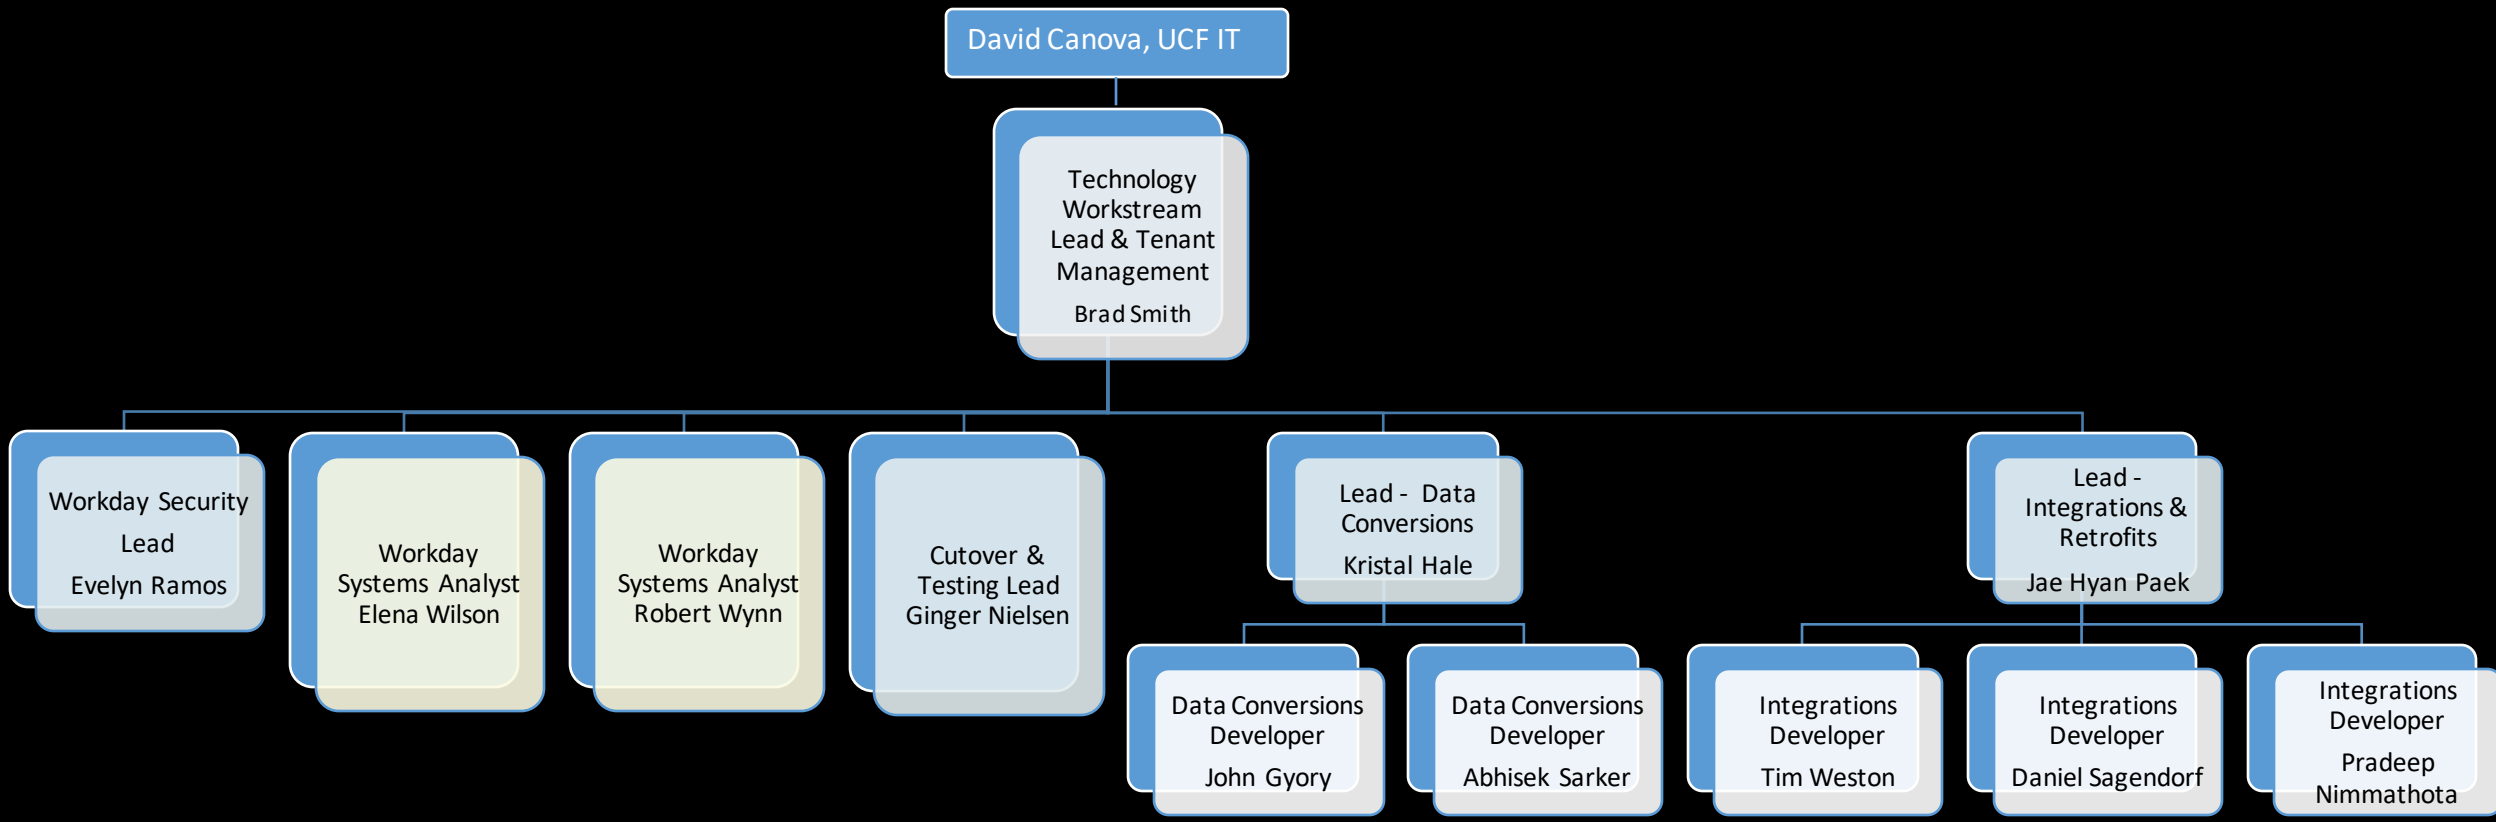 David Canova, UCF IT
Technology
Workstream
Lead & Tenant
Management
Brad Smith
Workday Security
Lead
Evelyn Ramos
Workday
Systems Analyst
Elena Wilson
Workday
Systems Analyst
Robert Wynn
Cutover &
Testing Lead
Ginger Nielsen
Lead - Data
Conversions
Kristal Hale
Lead -
Integrations &
Retrofits
Jae Hyan Paek
Data Conversions
Developer
John Gyory
Data Conversions
Developer
Abhisek Sarker
Integrations
Developer
Tim Weston
Integrations
Developer
Daniel Sagendorf
Integrations
Developer
Pradeep
Nimmathota